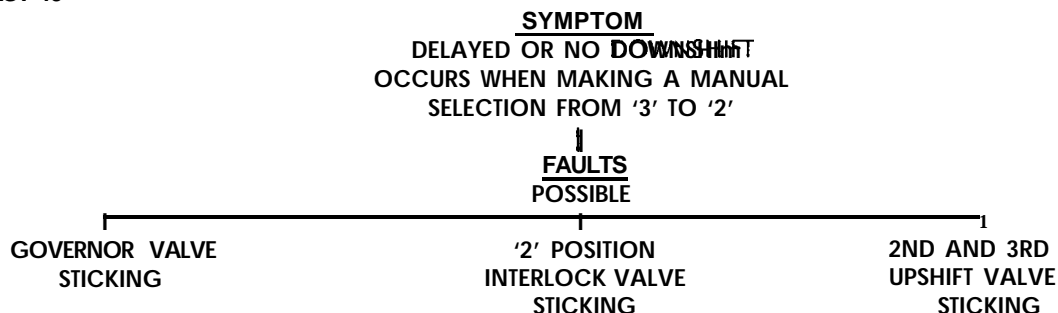 SYMPTOM
DELAYED OR NO DOWNSHIFT
OCCURS WHEN MAKING A MANUAL
SELECTION FROM ‘3’ TO ‘2’
FAULTS
POSSIBLE
GOVERNOR VALVE
STICKING
‘2’ POSITION
INTERLOCK VALVE
STICKING
2ND AND 3RD
UPSHIFT VALVE
STICKING